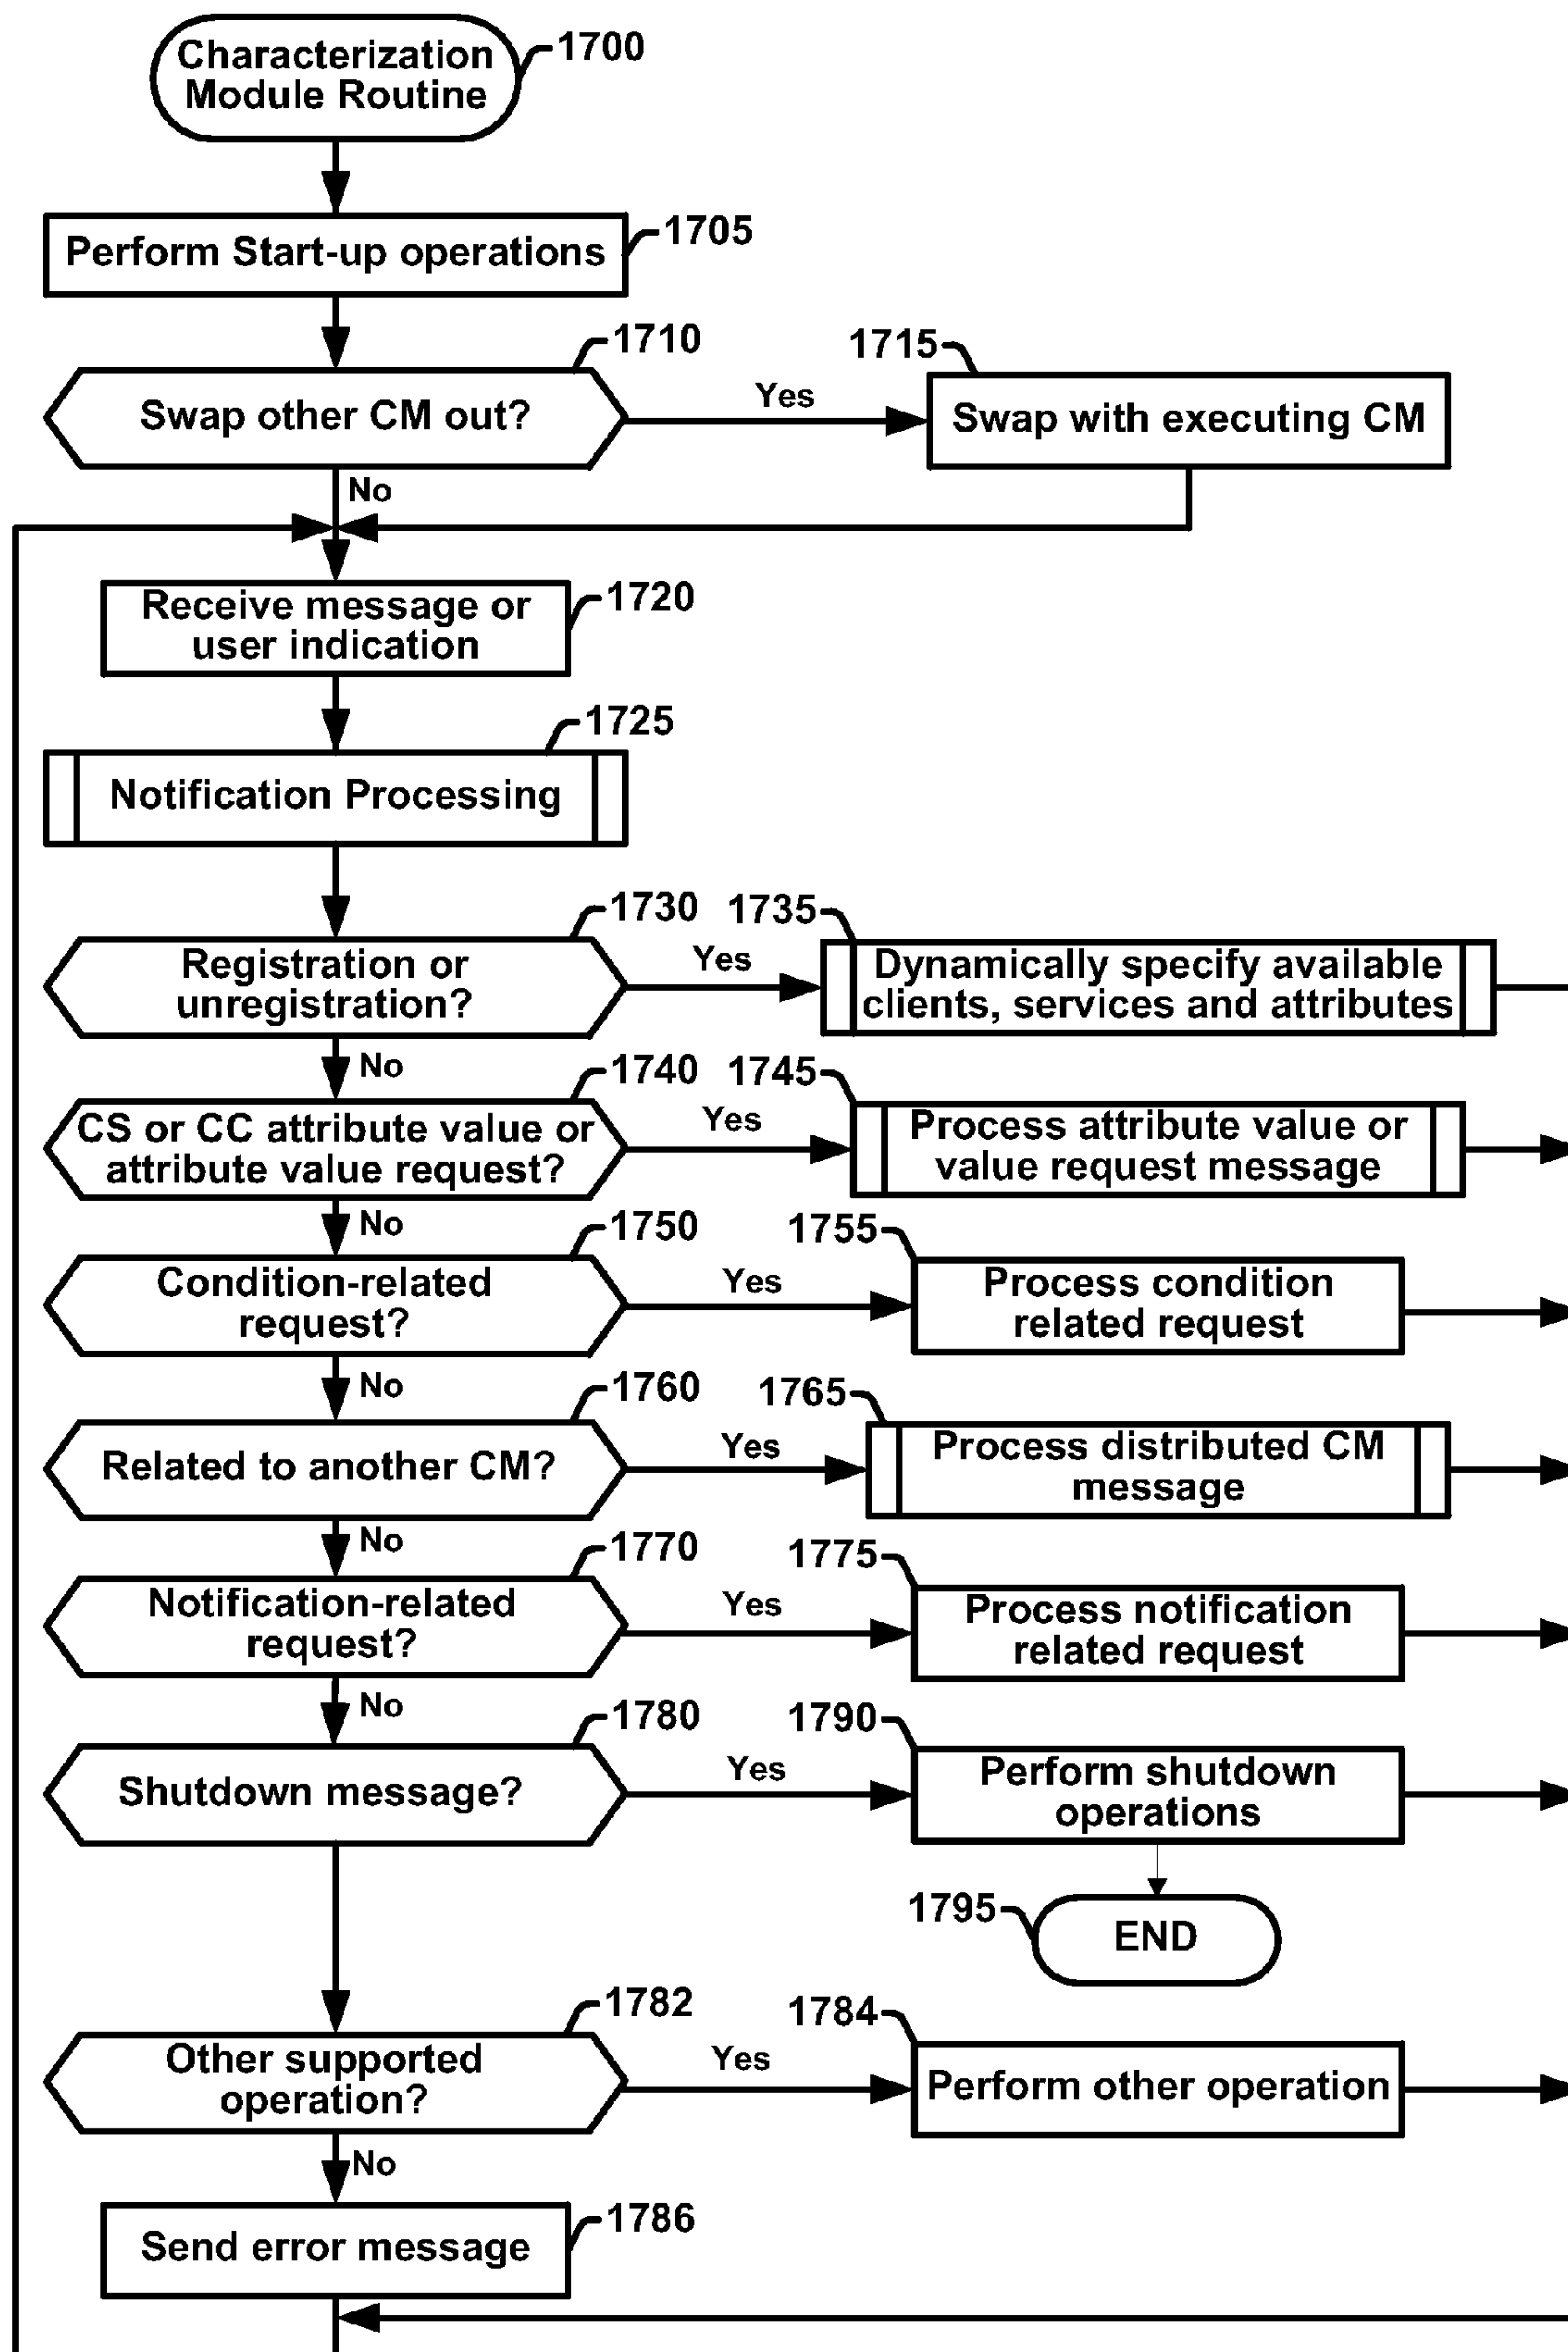 Characterization
Module Routine
1700
Perform Start-up operations
1705
1710
Swap other CM out?
Yes
1715
Swap with executing CM
No
Receive message or
user indication
1720
1725
Notification Processing
1730
Registration or
unregistration?
Yes
1735
Dynamically specify available
clients, services and attributes
No
1740
CS or CC attribute value or
attribute value request?
Yes
1745
Process attribute value or
value request message
No
1750
Condition-related
request?
Yes
1755
Process condition
related request
No
1760
Related to another CM?
Yes
1765
Process distributed CM
message
No
1770
Notification-related
request?
Yes
1775
Process notification
related request
No
1780
Shutdown message?
Yes
1790
Perform shutdown
operations
1795
END
1782
Other supported
operation?
Yes
1784
Perform other operation
No
Send error message
1786